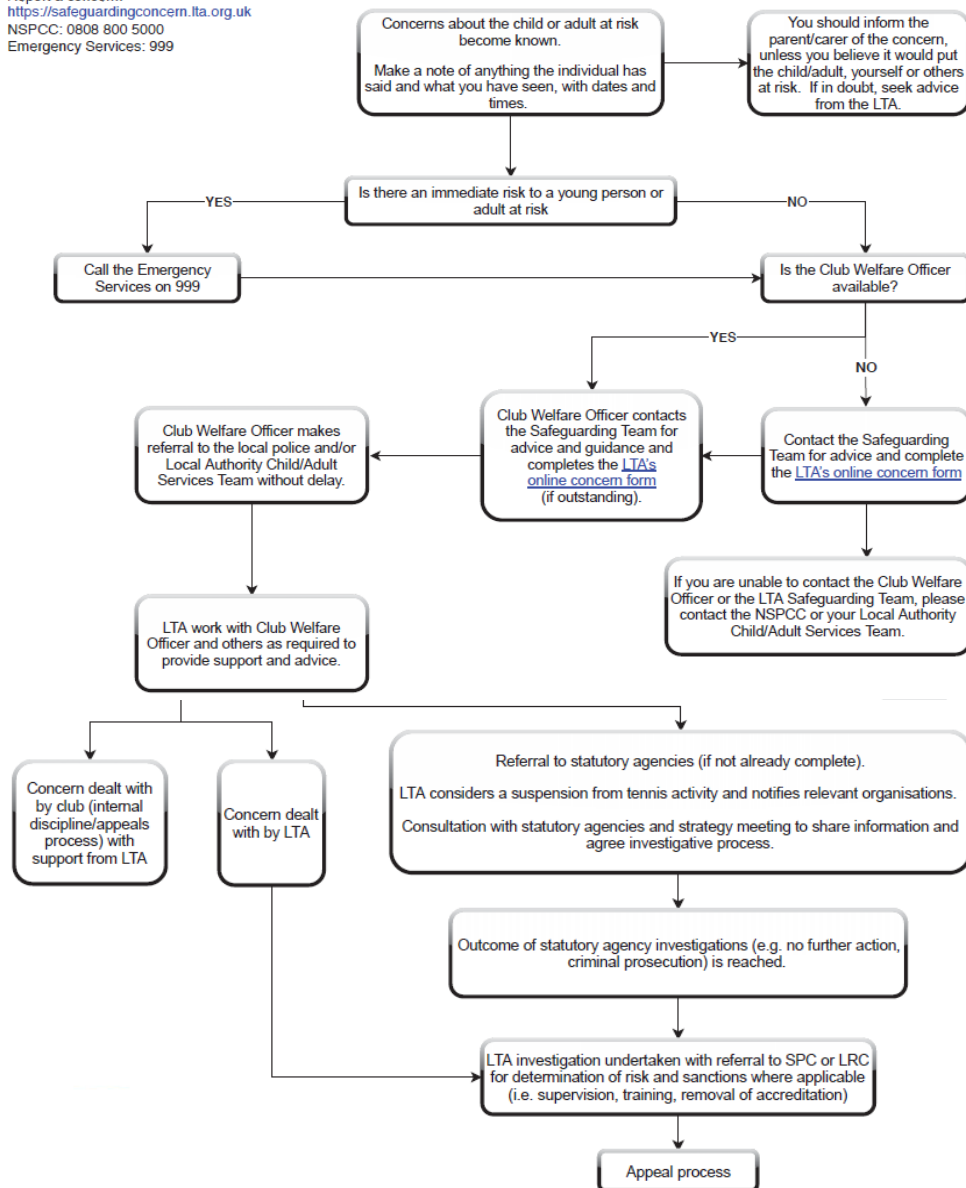 https://safeguardingconcern.lta.org.uk
NSPCC: 0808 800 5000
Emergency Services: 999
Concerns about the child or adult at risk
become known.
Make a note of anything the individual has
said and what you have seen, with dates and
times.
You should inform the
parent/carer of the concern,
unless you believe it would put
the child/adult, yourself or others
at risk. If in doubt, seek advice
from the LTA.
Is there an immediate risk to a young person or
adult at risk
YES
NO
Call the Emergency
Services on 999
Is the Club Welfare Officer
available?
YES
NO
Club Welfare Officer makes
referral to the local police and/or
Local Authority Child/Adult
Services Team without delay.
Club Welfare Officer contacts
the Safeguarding Team for
advice and guidance and
completes the LTA's
online concern form
(if outstanding).
Contact the Safeguarding
Team for advice and complete
the LTA's online concern form
If you are unable to contact the Club Welfare
Officer or the LTA Safeguarding Team, please
contact the NSPCC or your Local Authority
Child/Adult Services Team.
LTA work with Club Welfare
Officer and others as required to
provide support and advice.
Concern dealt with
by club (internal
discipline/appeals
process) with
support from LTA
Concern dealt
with by LTA
Referral to statutory agencies (if not already complete).
LTA considers a suspension from tennis activity and notifies relevant organisations.
Consultation with statutory agencies and strategy meeting to share information and
agree investigative process.
Outcome of statutory agency investigations (e.g. no further action,
criminal prosecution) is reached.
LTA investigation undertaken with referral to SPC or LRC
for determination of risk and sanctions where applicable
(i.e. supervision, training, removal of accreditation)
Appeal process